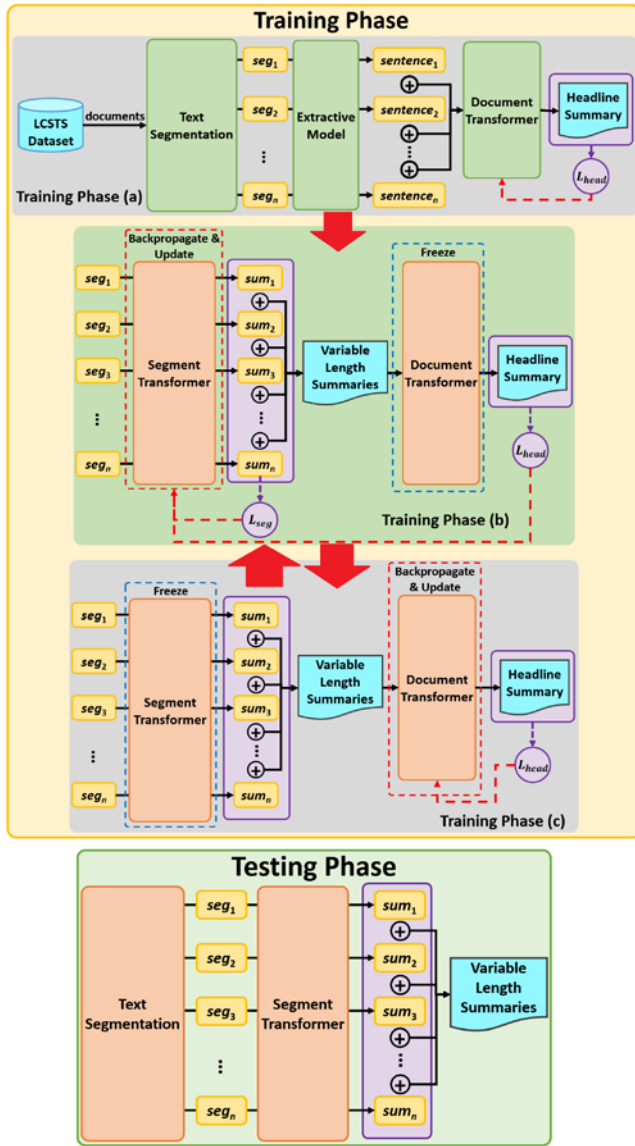 Training Phase
LCSTS
Dataset
documents
Text
Segmentation
seg₁
seg₂
...
segₙ
Extractive
Model
sentence₁
sentence₂
...
sentenceₙ
Document
Transformer
Headline
Summary
L_head
Training Phase (a)
Backpropagate &
Update
seg₁
seg₂
seg₃
...
segₙ
Segment
Transformer
sum₁
sum₂
sum₃
...
sumₙ
L_seg
Variable
Length
Summaries
Freeze
Document
Transformer
Headline
Summary
L_head
Training Phase (b)
Freeze
seg₁
seg₂
seg₃
...
segₙ
Segment
Transformer
sum₁
sum₂
sum₃
...
sumₙ
Variable
Length
Summaries
Backpropagate
& Update
Document
Transformer
Headline
Summary
L_head
Training Phase (c)
Testing Phase
Text
Segmentation
seg₁
seg₂
seg₃
...
segₙ
Segment
Transformer
sum₁
sum₂
sum₃
...
sumₙ
Variable
Length
Summaries